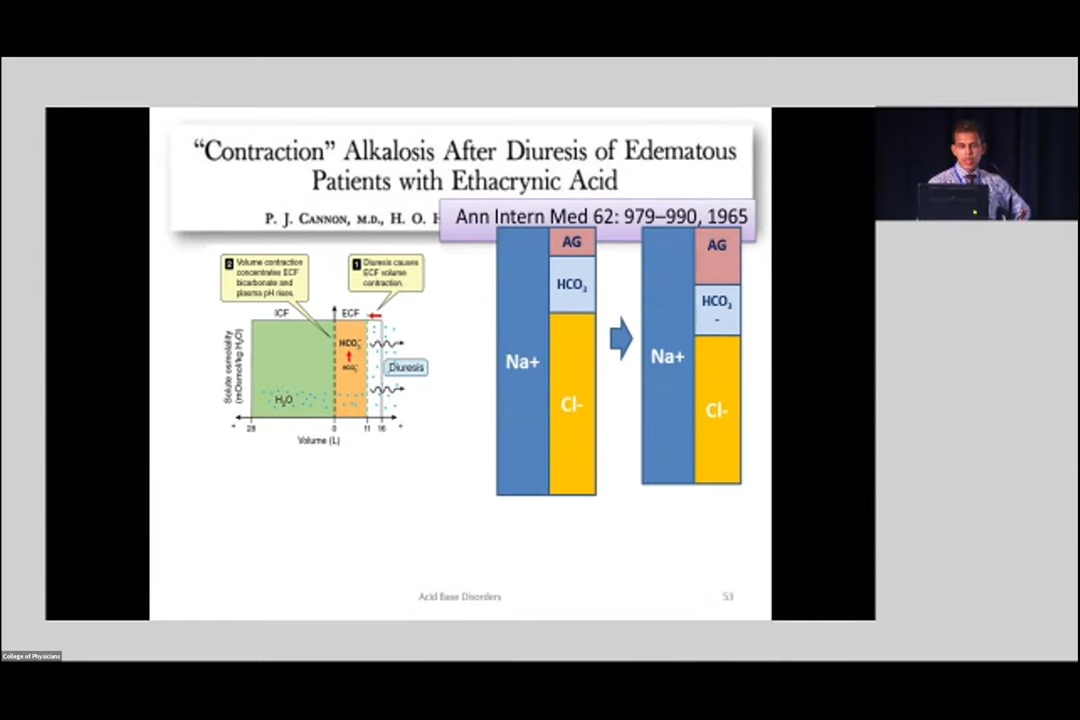 “Contraction” Alkalosis After Diuresis of Edematous
Patients with Ethacrynic Acid
P. J. CANNON, M.D., H. O. H
Ann Intern Med 62: 979–990, 1965
2 Volume contraction
concentrates ECF
bicarbonate and
plasma pH rises.
1 Diuresis causes
ECF volume
contraction.
ICF
ECF
Solute osmolality
(mOsmol/kg H2O)
HCO3-
HCO3-
H2O
Diuresis
28
0
11
16
Volume (L)
AG
HCO3
Na+
Cl-
AG
HCO3
-
Na+
Cl-
Acid Base Disorders
53
College of Physicians